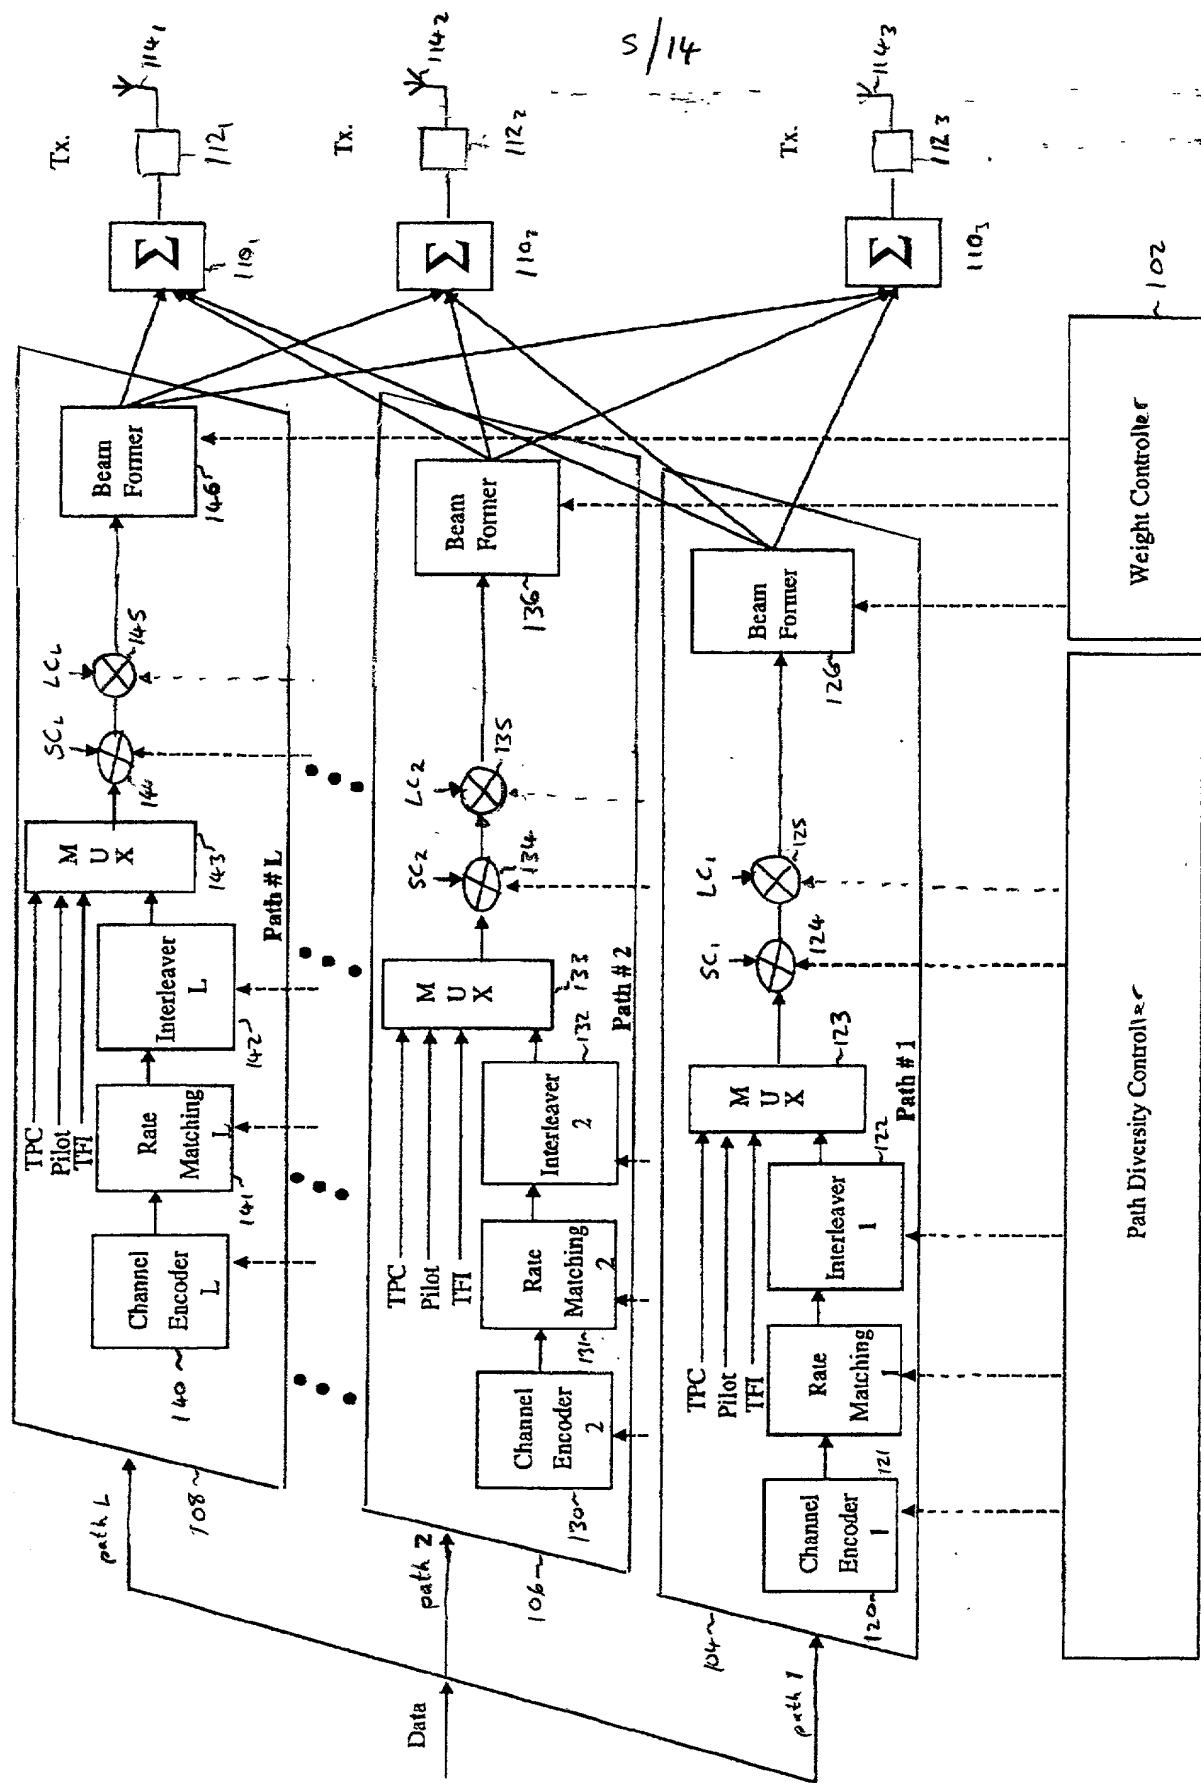 5/14
Data
path L
path 2
path 1
108
106
104
Channel
Encoder
L
140
Rate
Matching
L
141
Interleaver
L
142
TPC
Pilot
TFI
M
U
X
143
SCL
144
LCL
145
Beam
Former
146
Path # L
Channel
Encoder
2
130
Rate
Matching
2
131
Interleaver
2
132
TPC
Pilot
TFI
M
U
X
133
SC2
134
LC2
135
Beam
Former
136
Path # 2
Channel
Encoder
1
120
Rate
Matching
1
121
Interleaver
1
122
TPC
Pilot
TFI
M
U
X
123
SC1
124
LC1
125
Beam
Former
126
Path # 1
Σ
110₁
Tx.
112₁
114₁
Σ
110₂
Tx.
112₂
114₂
Σ
110₃
Tx.
112₃
114₃
Path Diversity Controller
Weight Controller
102